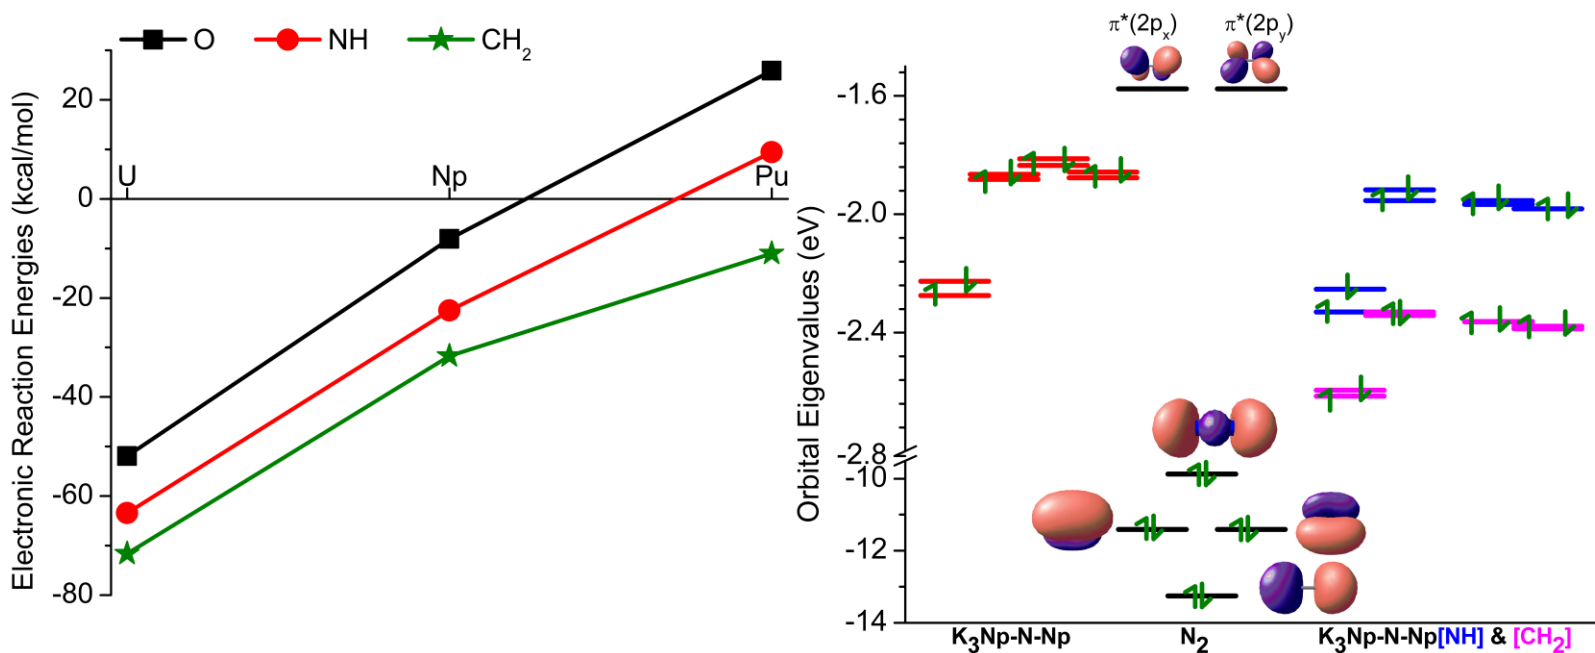 O NH CH₂
Electronic Reaction Energies (kcal/mol)
20
0
-20
-40
-60
-80
U Np Pu
π*(2pₓ) π*(2p_y)
Orbital Eigenvalues (eV)
-1.6
-2.0
-2.4
-2.8
-10
-12
-14
K₃Np-N-Np N₂ K₃Np-N-Np[NH] & [CH₂]